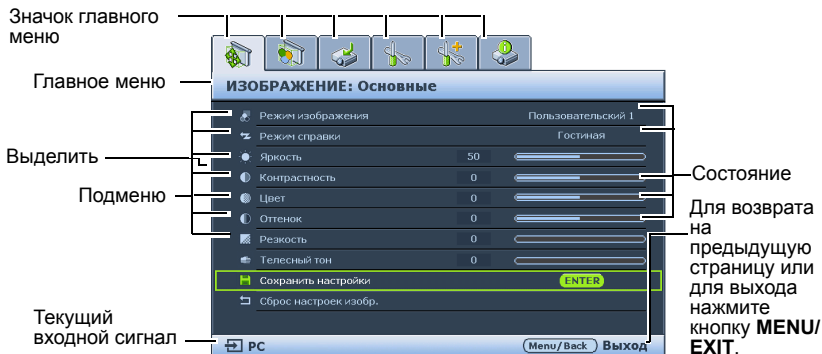 Значок главного
меню
Главное меню
ИЗОБРАЖЕНИЕ: Основные
Режим изображения Пользовательский 1
Режим справки Гостиная
Выделить
Яркость 50
Контрастность 0
Состояние
Подменю
Цвет 0
Оттенок 0
Резкость 0
Телесный тон 0
Сохранить настройки ENTER
Сброс настроек изобр.
Для возврата
на
предыдущую
страницу или
для выхода
нажмите
кнопку MENU/
EXIT.
Текущий
входной сигнал
PC Menu/Back Выход